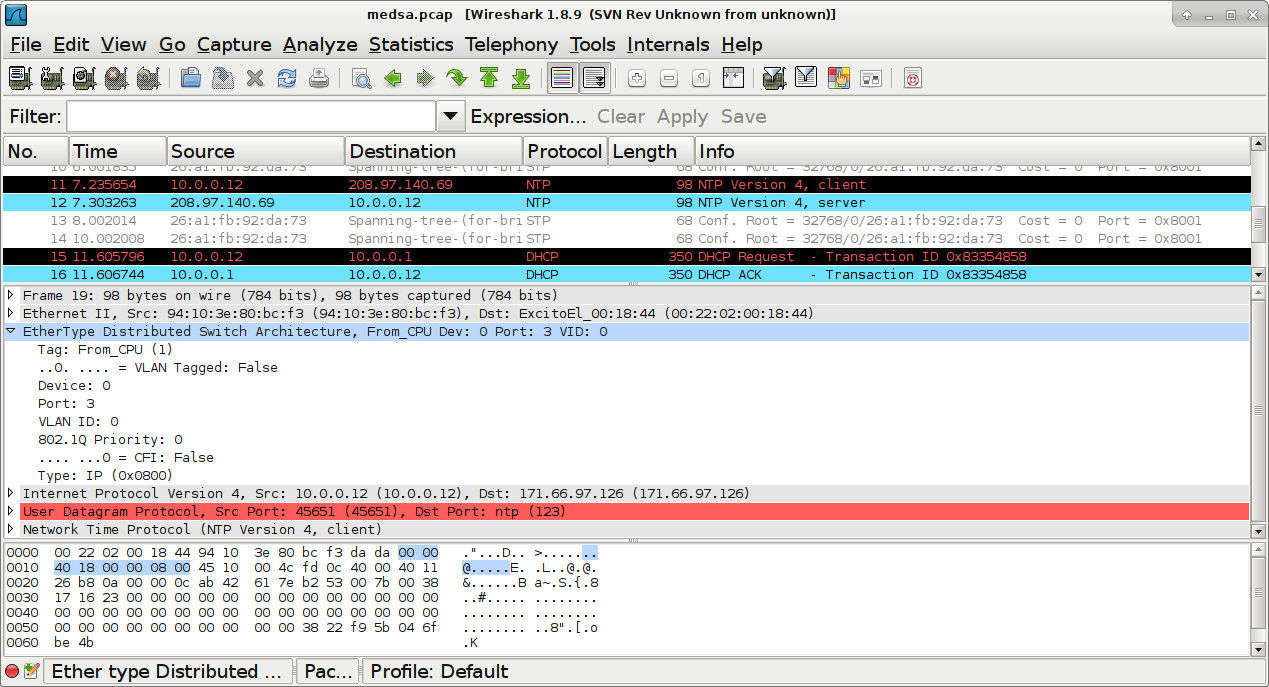 medsa.pcap   [Wireshark 1.8.9  (SVN Rev Unknown from unknown)]
File Edit View Go Capture Analyze Statistics Telephony Tools Internals Help
Filter: Expression... Clear Apply Save
No. Time Source Destination Protocol Length Info
10 6.001835 26:a1:fb:92:da:73 Spanning-tree-(for-bri STP 68 Conf. Root = 32768/0/26:a1:fb:92:da:73  Cost = 0  Port = 0x8001
11 7.235654 10.0.0.12 208.97.140.69 NTP 98 NTP Version 4, client
12 7.303263 208.97.140.69 10.0.0.12 NTP 98 NTP Version 4, server
13 8.002014 26:a1:fb:92:da:73 Spanning-tree-(for-bri STP 68 Conf. Root = 32768/0/26:a1:fb:92:da:73  Cost = 0  Port = 0x8001
14 10.002008 26:a1:fb:92:da:73 Spanning-tree-(for-bri STP 68 Conf. Root = 32768/0/26:a1:fb:92:da:73  Cost = 0  Port = 0x8001
15 11.605796 10.0.0.12 10.0.0.1 DHCP 350 DHCP Request  - Transaction ID 0x83354858
16 11.606744 10.0.0.1 10.0.0.12 DHCP 350 DHCP ACK      - Transaction ID 0x83354858
Frame 19: 98 bytes on wire (784 bits), 98 bytes captured (784 bits)
Ethernet II, Src: 94:10:3e:80:bc:f3 (94:10:3e:80:bc:f3), Dst: ExcitoEl_00:18:44 (00:22:02:00:18:44)
EtherType Distributed Switch Architecture, From_CPU Dev: 0 Port: 3 VID: 0
Tag: From_CPU (1)
..0. .... = VLAN Tagged: False
Device: 0
Port: 3
VLAN ID: 0
802.1Q Priority: 0
.... ...0 = CFI: False
Type: IP (0x0800)
Internet Protocol Version 4, Src: 10.0.0.12 (10.0.0.12), Dst: 171.66.97.126 (171.66.97.126)
User Datagram Protocol, Src Port: 45651 (45651), Dst Port: ntp (123)
Network Time Protocol (NTP Version 4, client)
0000  00 22 02 00 18 44 94 10  3e 80 bc f3 da da 00 00   ."...D.. >.......
0010  40 18 00 00 08 00 45 10  00 4c fd 0c 40 00 40 11   @.....E. .L..@.@.
0020  26 b8 0a 00 00 0c ab 42  61 7e b2 53 00 7b 00 38   &......B a~.S.{.8
0030  17 16 23 00 00 00 00 00  00 00 00 00 00 00 00 00   ..#..... ........
0040  00 00 00 00 00 00 00 00  00 00 00 00 00 00 00 00   ........ ........
0050  00 00 00 00 00 00 00 00  00 00 38 22 f9 5b 04 6f   ........ ..8".[.o
0060  be 4b   .K
Ether type Distributed ... Pac... Profile: Default